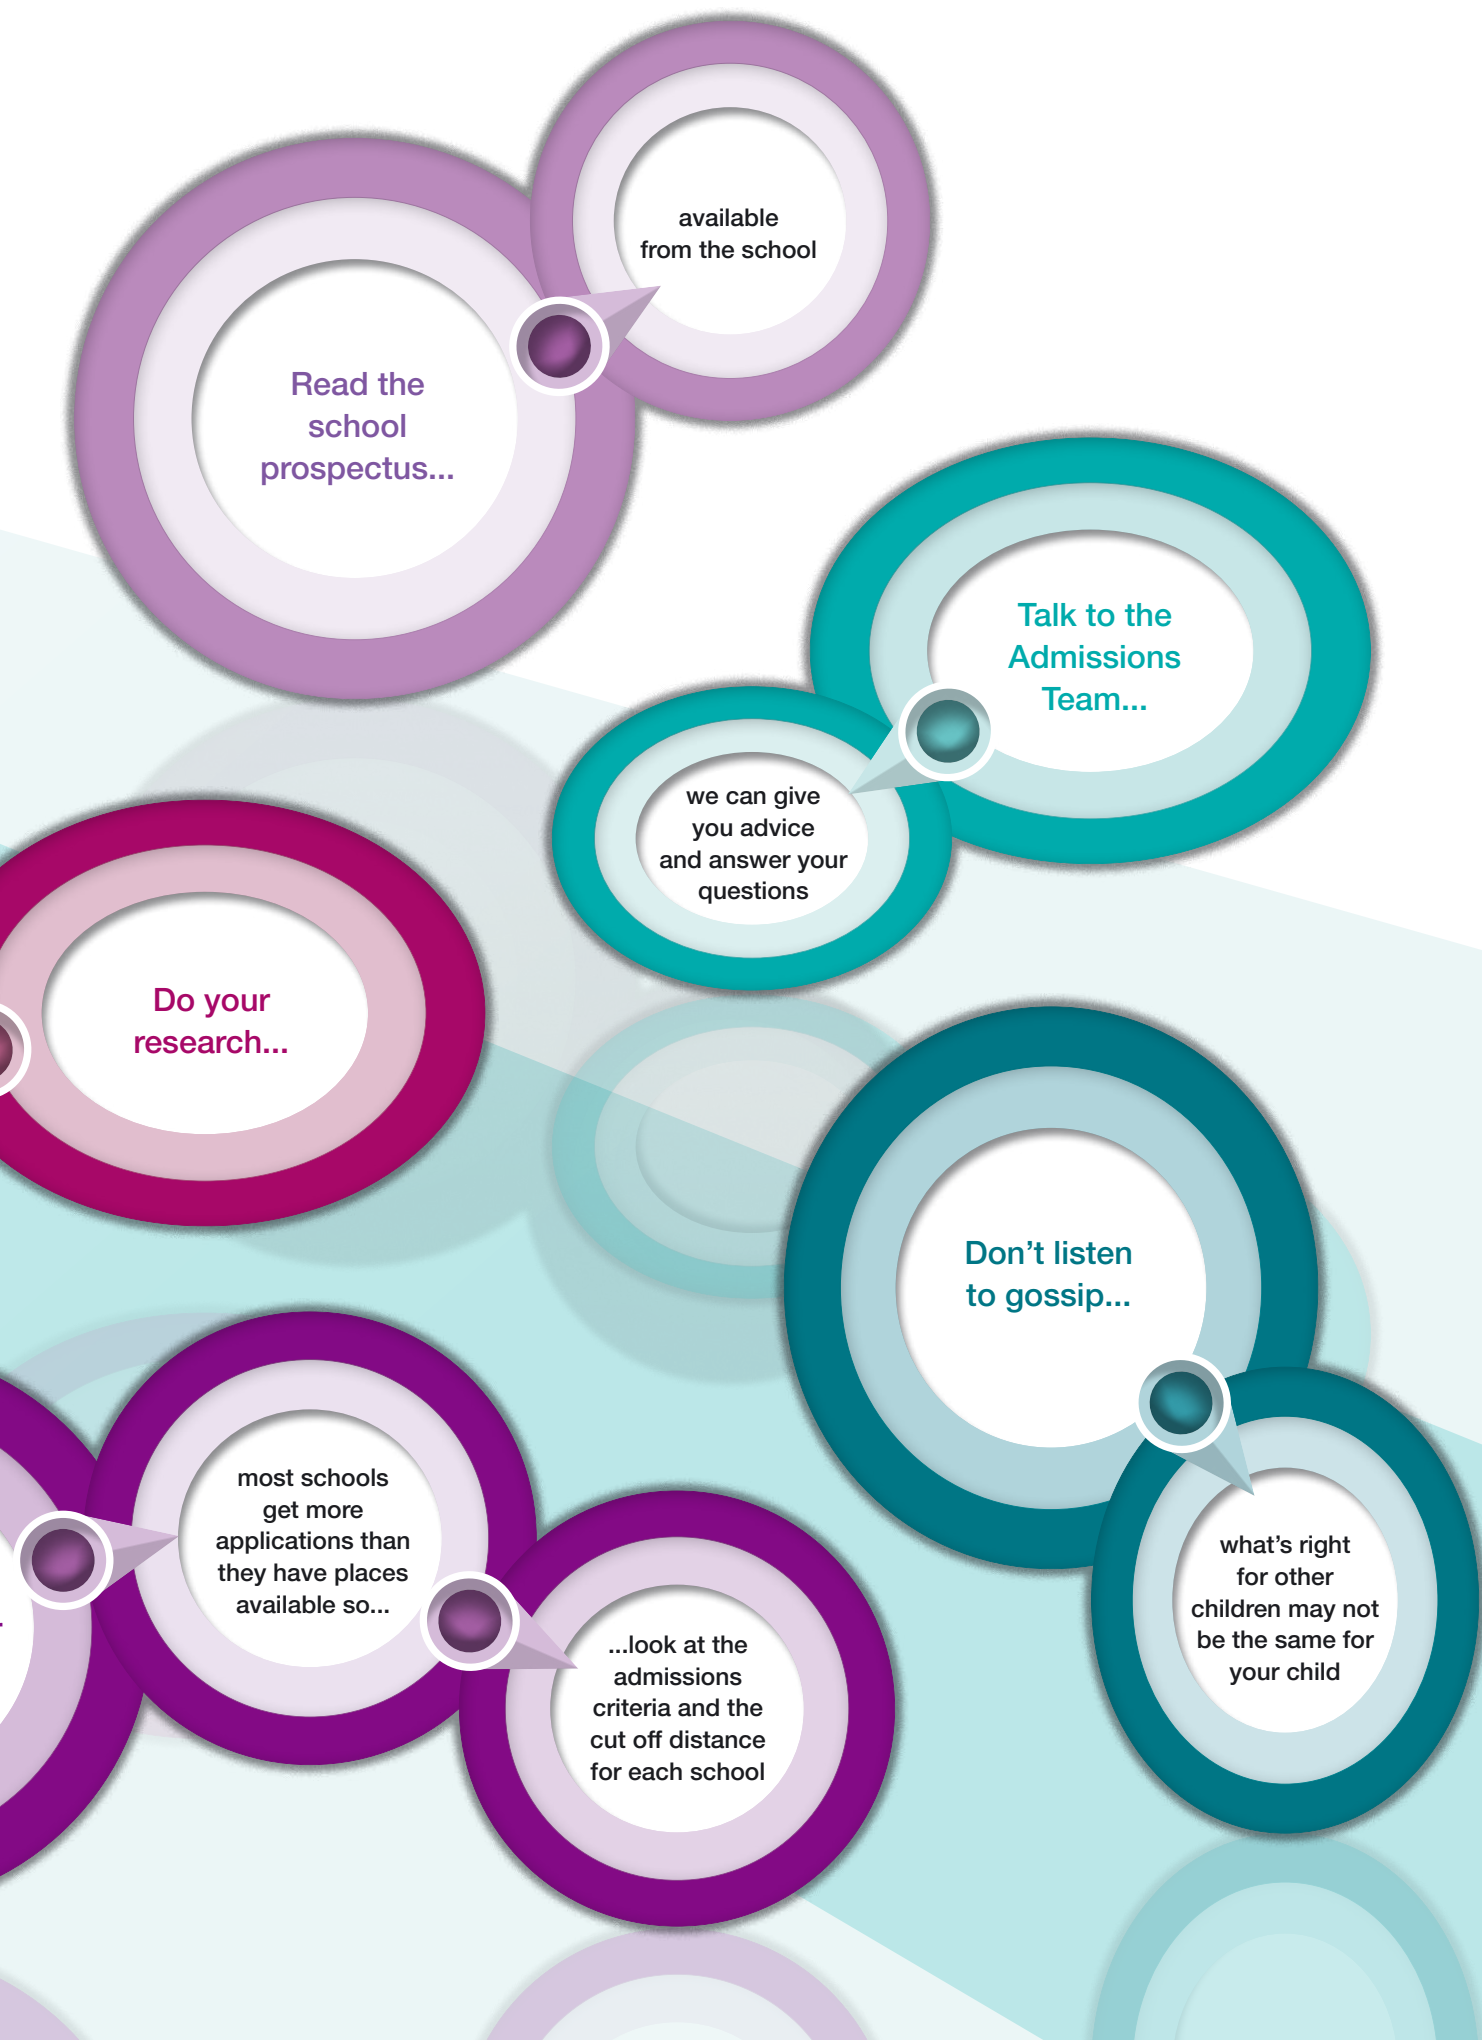 available
from the school
Read the
school
prospectus...
Talk to the
Admissions
Team...
we can give
you advice
and answer your
questions
Do your
research...
Don't listen
to gossip...
what's right
for other
children may not
be the same for
your child
most schools
get more
applications than
they have places
available so...
...look at the
admissions
criteria and the
cut off distance
for each school